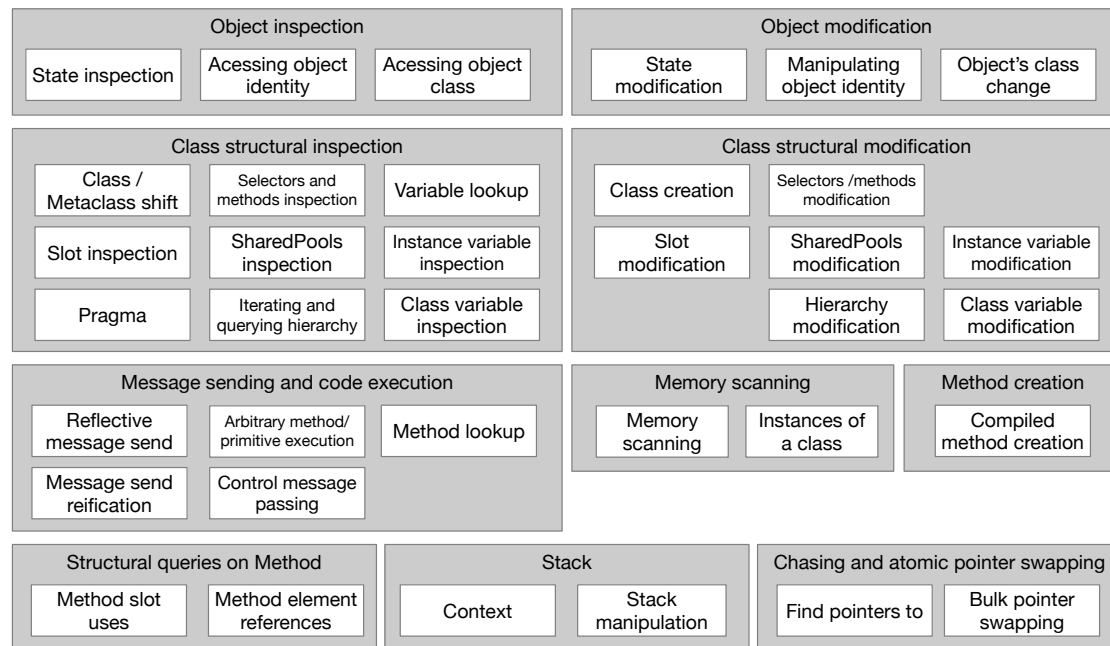 Object inspection
State inspection
Acessing object
identity
Acessing object
class
Object modification
State
modification
Manipulating
object identity
Object's class
change
Class structural inspection
Class /
Metaclass shift
Selectors and
methods inspection
Variable lookup
Slot inspection
SharedPools
inspection
Instance variable
inspection
Pragma
Iterating and
querying hierarchy
Class variable
inspection
Class structural modification
Class creation
Selectors /methods
modification
Slot
modification
SharedPools
modification
Instance variable
modification
Hierarchy
modification
Class variable
modification
Message sending and code execution
Reflective
message send
Arbitrary method/
primitive execution
Method lookup
Message send
reification
Control message
passing
Memory scanning
Memory
scanning
Instances of
a class
Method creation
Compiled
method creation
Structural queries on Method
Method slot
uses
Method element
references
Stack
Context
Stack
manipulation
Chasing and atomic pointer swapping
Find pointers to
Bulk pointer
swapping